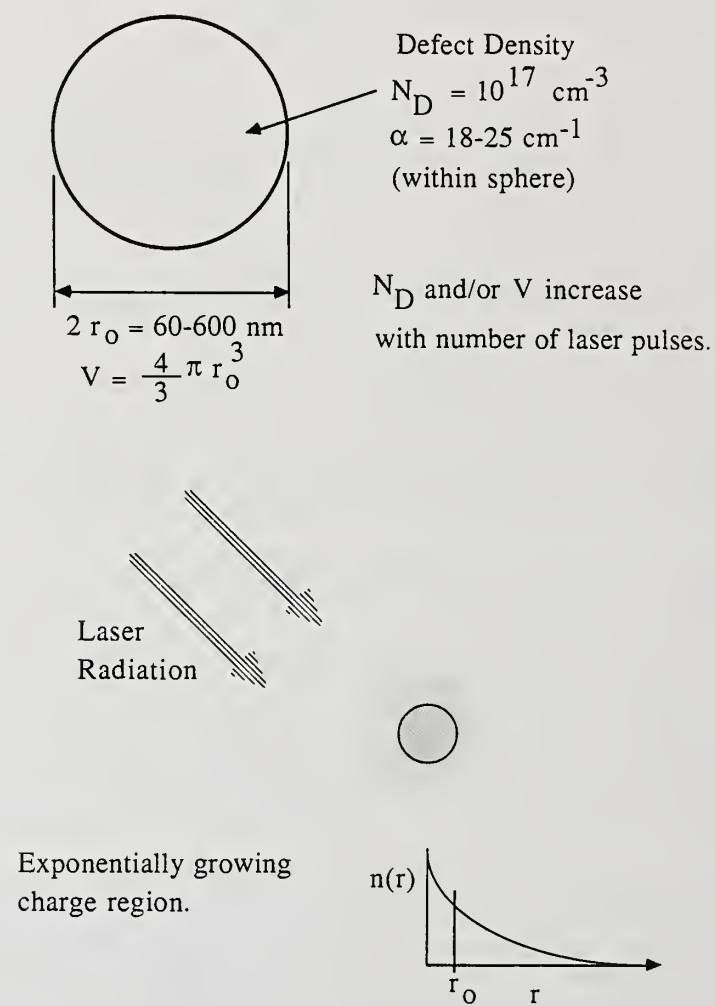 Defect Density
N_D = 10^17 cm^-3
α = 18-25 cm^-1
(within sphere)
2 r_o = 60-600 nm
V = 4/3 π r_o^3
N_D and/or V increase
with number of laser pulses.
Laser
Radiation
Exponentially growing
charge region.
n(r)
r_o
r